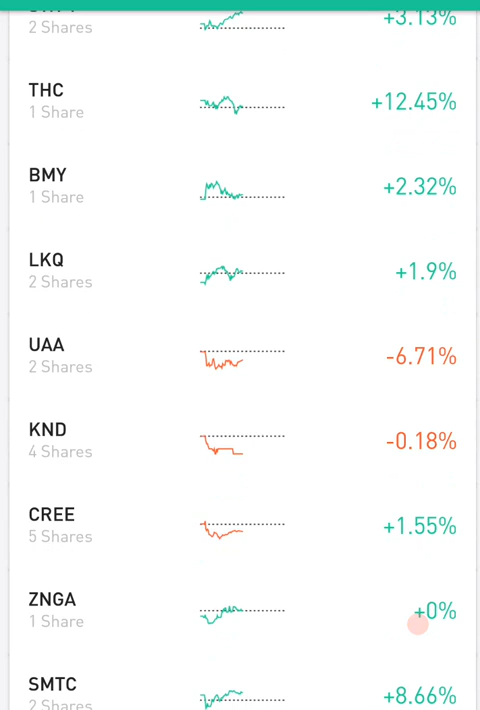 2 Shares
+3.13%
THC
1 Share
+12.45%
BMY
1 Share
+2.32%
LKQ
2 Shares
+1.9%
UAA
2 Shares
-6.71%
KND
4 Shares
-0.18%
CREE
5 Shares
+1.55%
ZNGA
1 Share
+0%
SMTC
2 Shares
+8.66%